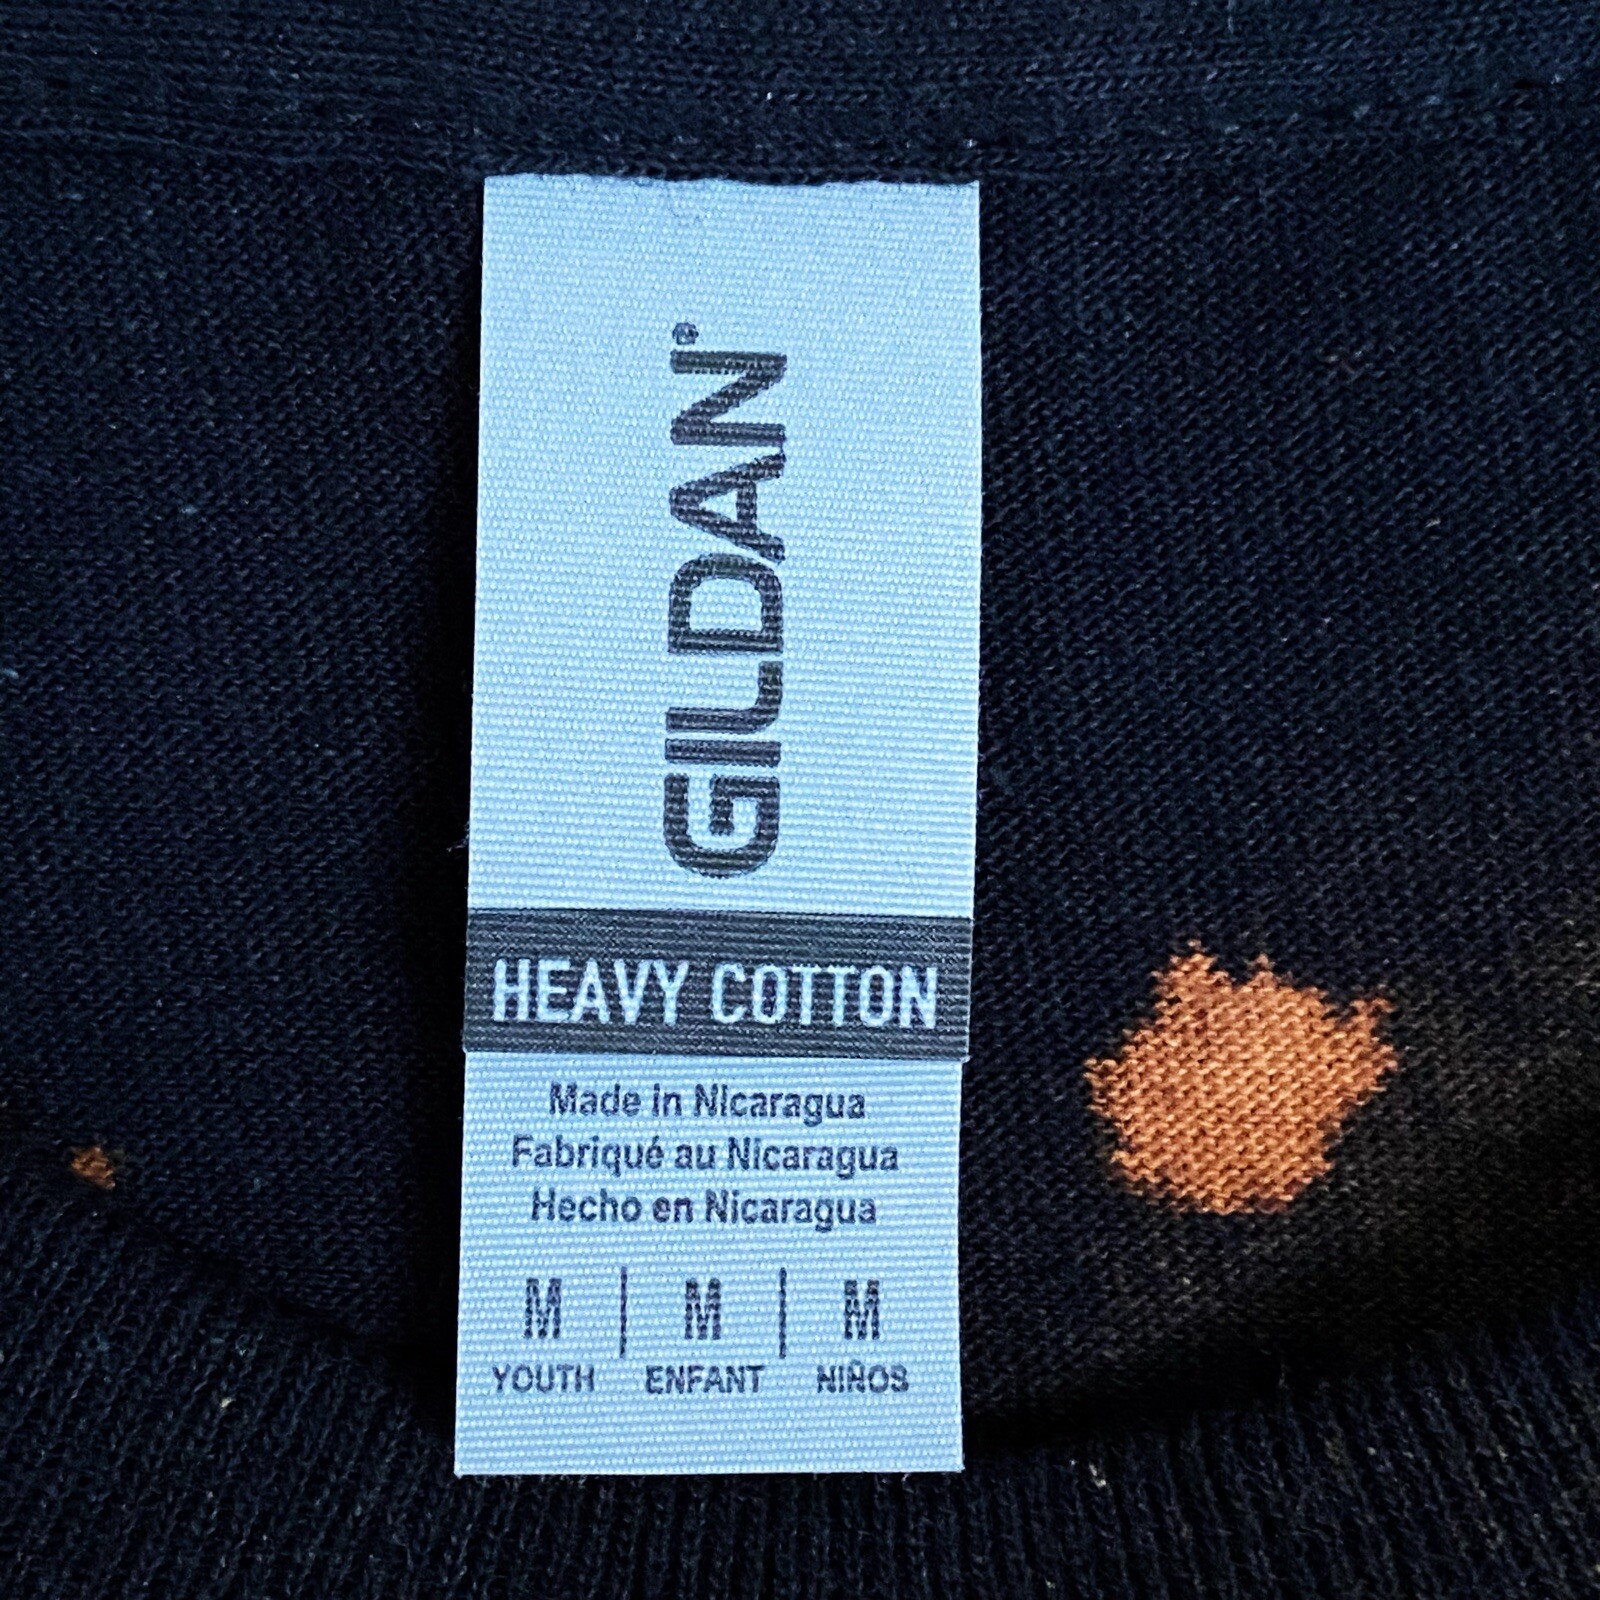 GILDAN®
HEAVY COTTON
Made in Nicaragua
Fabriqué au Nicaragua
Hecho en Nicaragua
M | M | M
YOUTH ENFANT NIÑOS